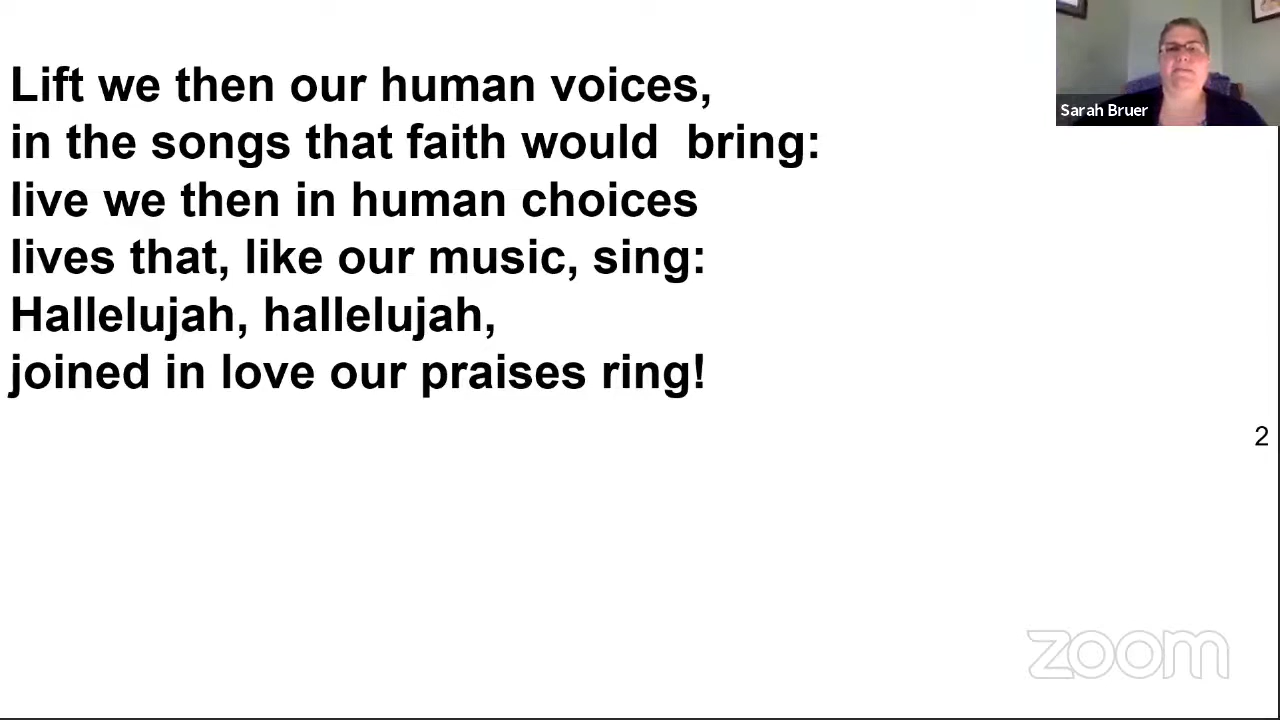 Lift we then our human voices,
in the songs that faith would  bring:
live we then in human choices
lives that, like our music, sing:
Hallelujah, hallelujah,
joined in love our praises ring!
Sarah Bruer
2
zoom